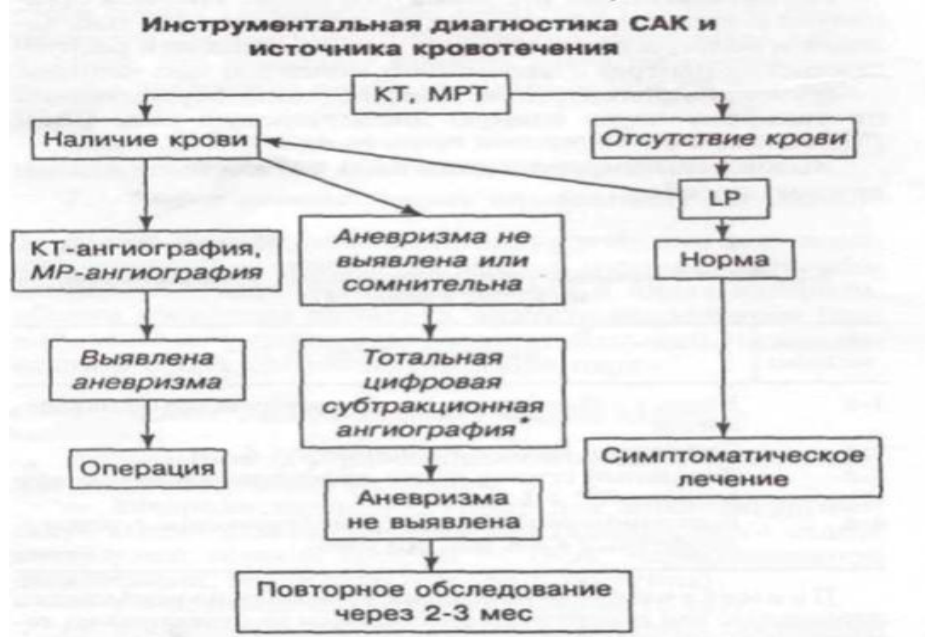 Инструментальная диагностика САК и
источника кровотечения
КТ, МРТ
Наличие крови
Отсутствие крови
LP
КТ-ангиография,
МР-ангиография
Аневризма не
выявлена или
сомнительна
Норма
Выявлена
аневризма
Тотальная
цифровая
субтракционная
ангиография*
Операция
Симптоматическое
лечение
Аневризма
не выявлена
Повторное обследование
через 2-3 мес